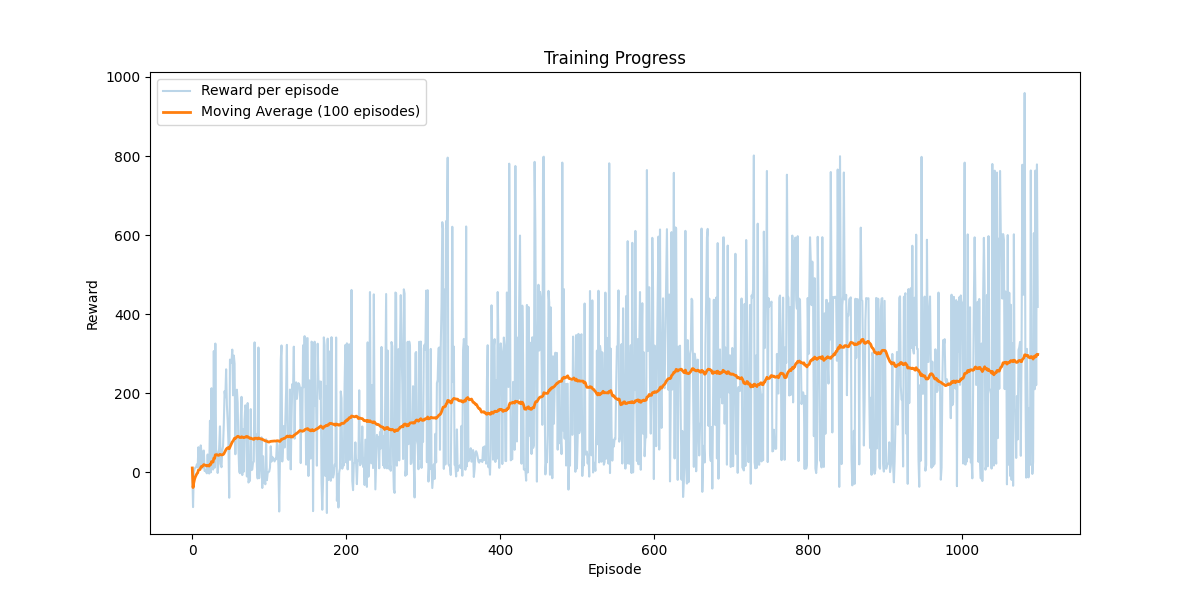 Training Progress
Reward per episode
Moving Average (100 episodes)
1000
800
600
400
200
0
Reward
0
200
400
600
800
1000
Episode